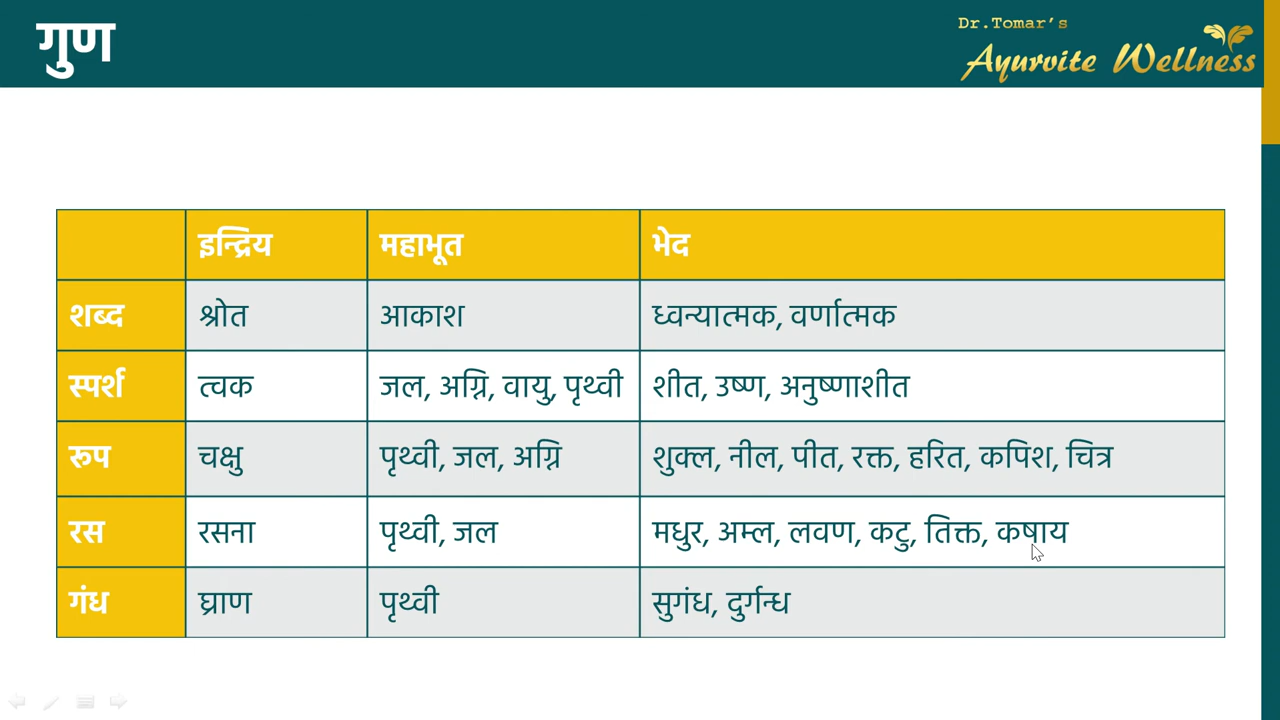 गुण
Dr.Tomar's
Ayurvite Wellness
इन्द्रिय महाभूत भेद
शब्द श्रोत आकाश ध्वन्यात्मक, वर्णात्मक
स्पर्श त्वक जल, अग्नि, वायु, पृथ्वी शीत, उष्ण, अनुष्णाशीत
रूप चक्षु पृथ्वी, जल, अग्नि शुक्ल, नील, पीत, रक्त, हरित, कपिश, चित्र
रस रसना पृथ्वी, जल मधुर, अम्ल, लवण, कटु, तिक्त, कषाय
गंध घ्राण पृथ्वी सुगंध, दुर्गन्ध